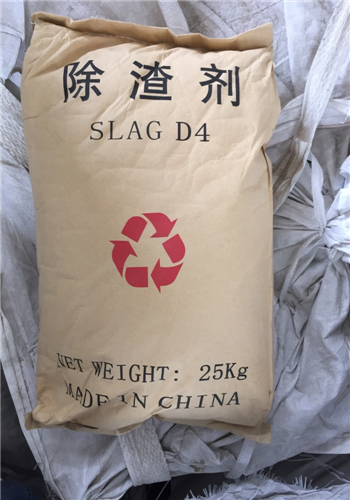 除渣剂
SLAG D4
NET WEIGHT: 25Kg
MADE IN CHINA